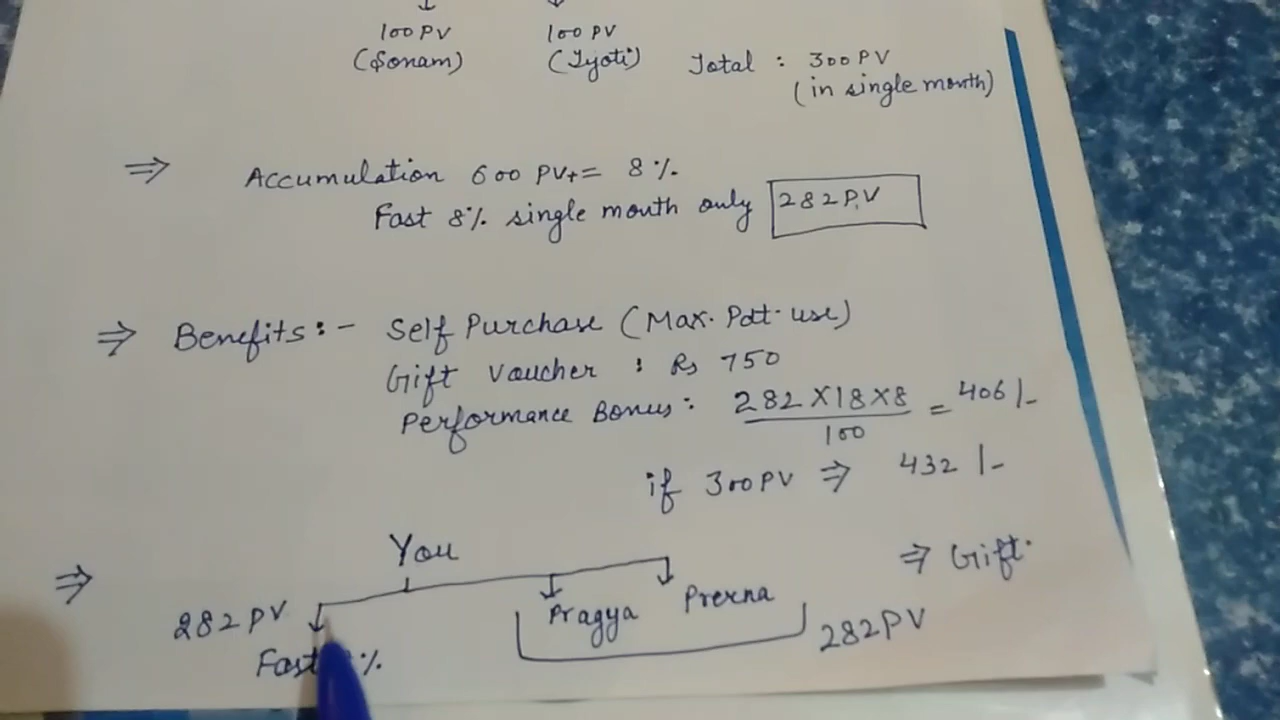 100 PV 100 PV
(Sonam) (Jyoti) Total : 300 PV
(in single month)
⇒ Accumulation 600 PV+ = 8 %.
Fast 8% single month only 282 PV
⇒ Benefits :- Self Purchase (Max. Pdt. use)
Gift Voucher : Rs 750
Performance Bonus : 282 X 18 X 8 / 100 = 406 /-
if 300 PV ⇒ 432 /-
⇒ You ⇒ Gift.
282 PV Pragya Prerna 282 PV
Fast %